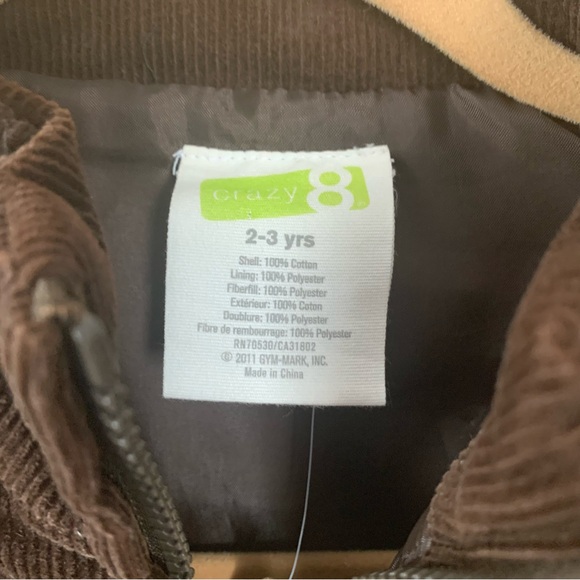 crazy 8
2-3 yrs
Shell: 100% Cotton
Lining: 100% Polyester
Fiberfill: 100% Polyester
Extérieur: 100% Coton
Doublure: 100% Polyester
Fibre de rembourrage: 100% Polyester
RN70530/CA31602
© 2011 GYM-MARK, INC.
Made in China